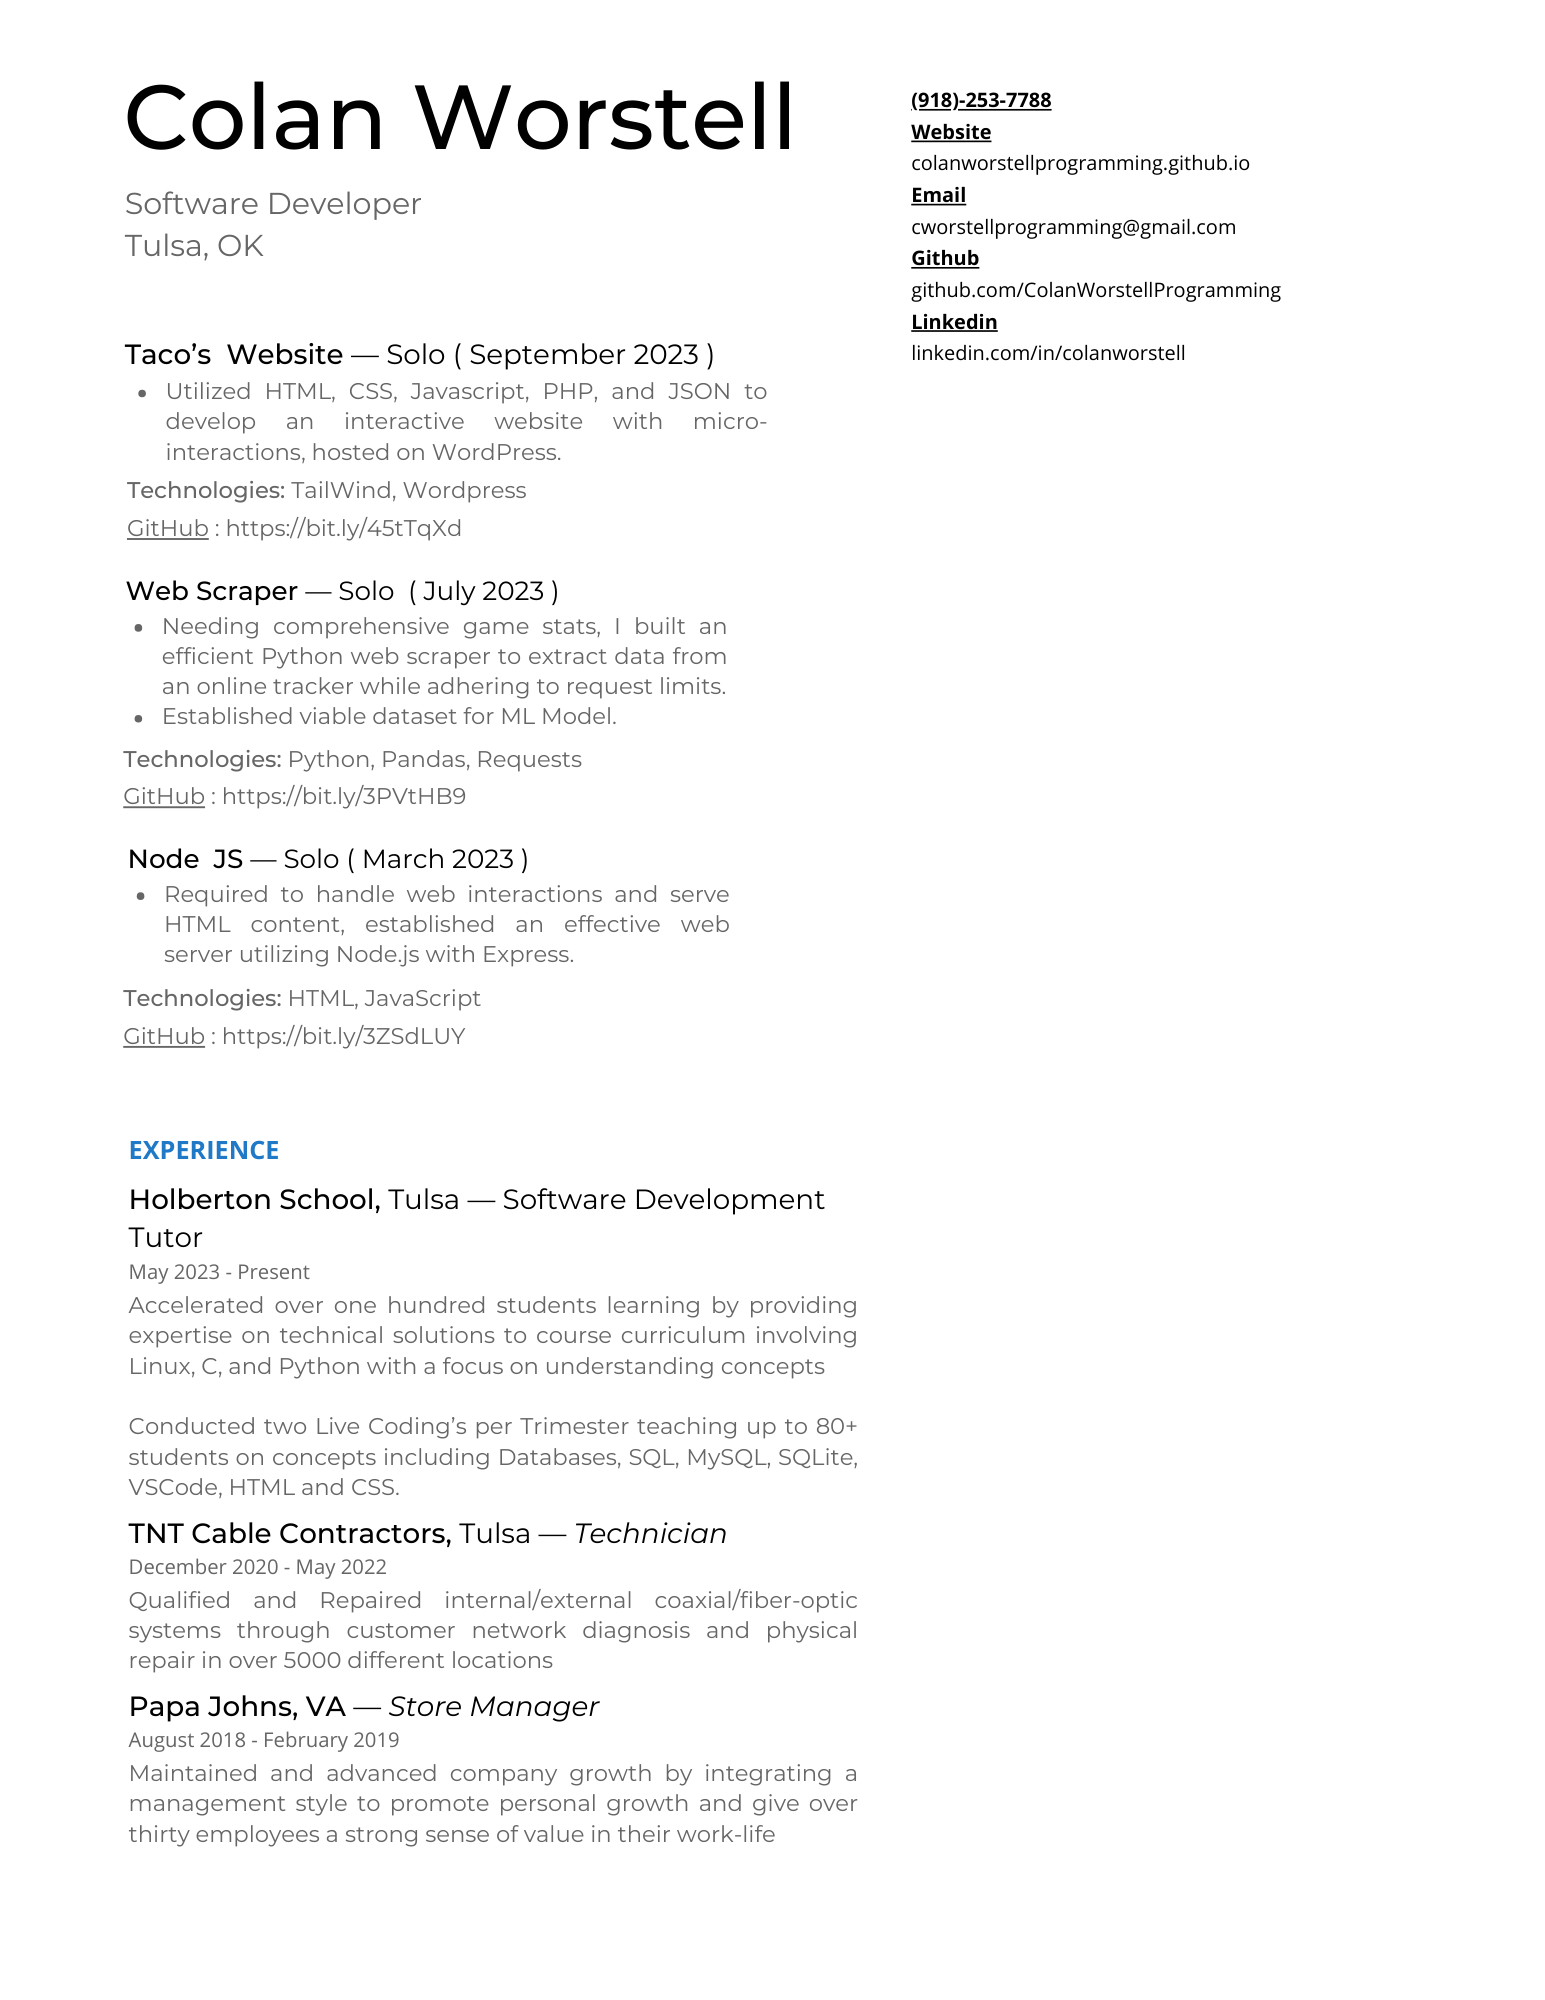 Colan Worstell
Software Developer
Tulsa, OK
(918)-253-7788
Website
colanworstellprogramming.github.io
Email
cworstellprogramming@gmail.com
Github
github.com/ColanWorstellProgramming
Linkedin
linkedin.com/in/colanworstell
Taco’s Website — Solo ( September 2023 )
• Utilized HTML, CSS, Javascript, PHP, and JSON to
develop an interactive website with micro-
interactions, hosted on WordPress.
Technologies: TailWind, Wordpress
GitHub : https://bit.ly/45tTqXd
Web Scraper — Solo ( July 2023 )
• Needing comprehensive game stats, I built an
efficient Python web scraper to extract data from
an online tracker while adhering to request limits.
• Established viable dataset for ML Model.
Technologies: Python, Pandas, Requests
GitHub : https://bit.ly/3PVtHB9
Node JS — Solo ( March 2023 )
• Required to handle web interactions and serve
HTML content, established an effective web
server utilizing Node.js with Express.
Technologies: HTML, JavaScript
GitHub : https://bit.ly/3ZSdLUY
EXPERIENCE
Holberton School, Tulsa — Software Development
Tutor
May 2023 - Present
Accelerated over one hundred students learning by providing
expertise on technical solutions to course curriculum involving
Linux, C, and Python with a focus on understanding concepts
Conducted two Live Coding’s per Trimester teaching up to 80+
students on concepts including Databases, SQL, MySQL, SQLite,
VSCode, HTML and CSS.
TNT Cable Contractors, Tulsa — Technician
December 2020 - May 2022
Qualified and Repaired internal/external coaxial/fiber-optic
systems through customer network diagnosis and physical
repair in over 5000 different locations
Papa Johns, VA — Store Manager
August 2018 - February 2019
Maintained and advanced company growth by integrating a
management style to promote personal growth and give over
thirty employees a strong sense of value in their work-life